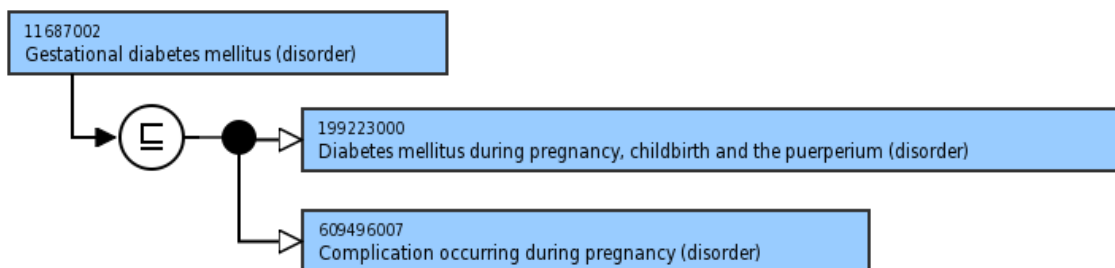 11687002
Gestational diabetes mellitus (disorder)
⊑
199223000
Diabetes mellitus during pregnancy, childbirth and the puerperium (disorder)
609496007
Complication occurring during pregnancy (disorder)